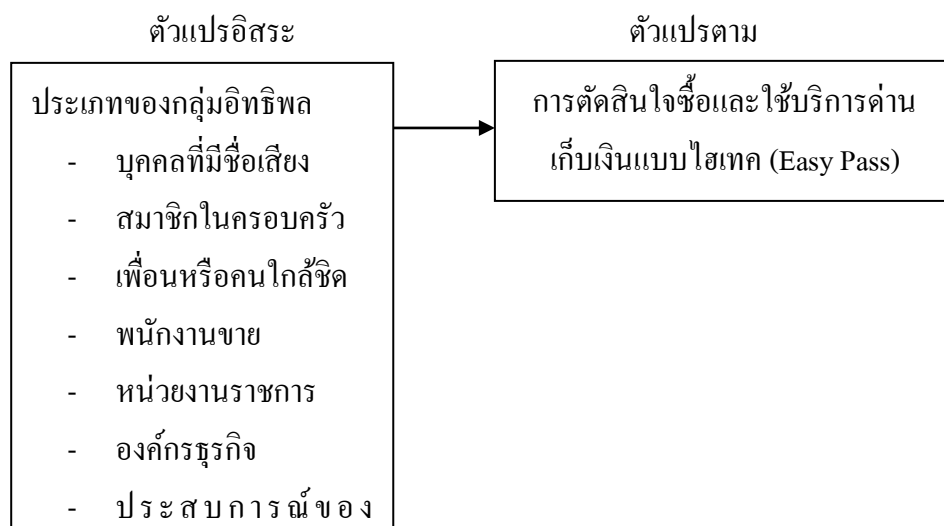 ตัวแปรอิสระ
ตัวแปรตาม
ประเภทของกลุ่มอิทธิพล
- บุคคลที่มีชื่อเสียง
- สมาชิกในครอบครัว
- เพื่อนหรือคนใกล้ชิด
- พนักงานขาย
- หน่วยงานราชการ
- องค์กรธุรกิจ
- ประสบการณ์ของ
การตัดสินใจซื้อและใช้บริการด่าน
เก็บเงินแบบไฮเทค (Easy Pass)